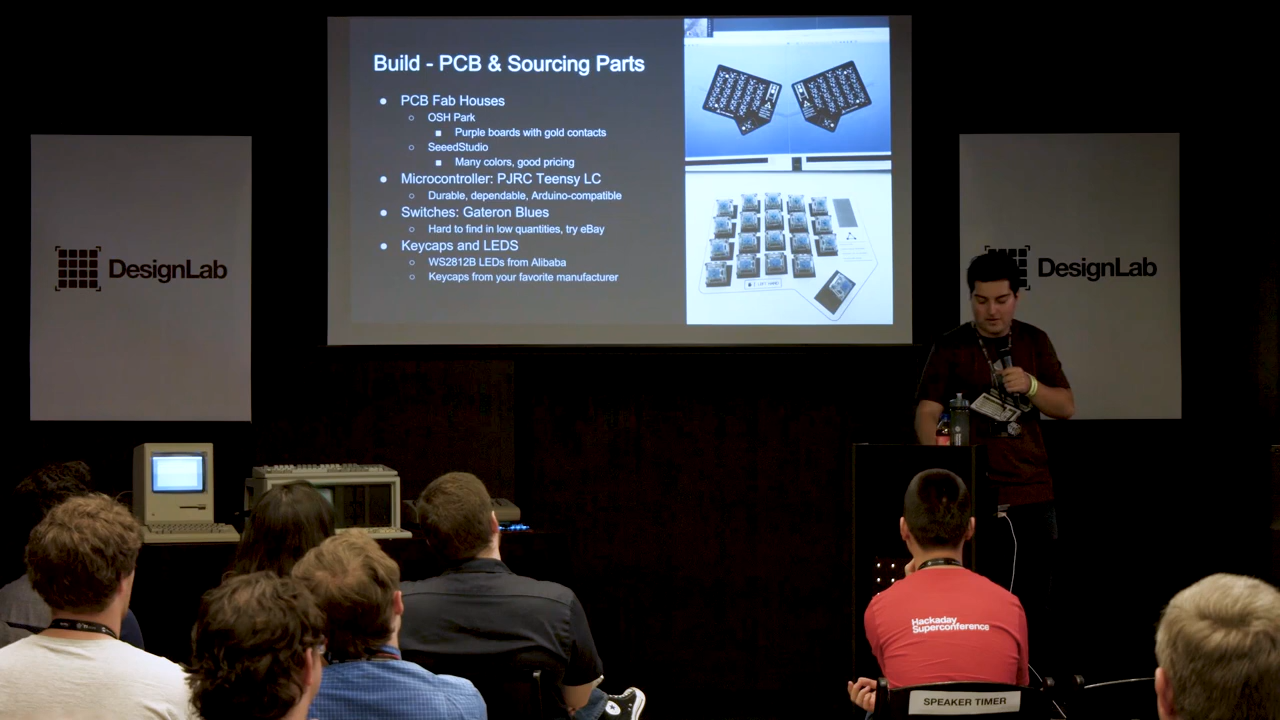 Build - PCB & Sourcing Parts
PCB Fab Houses
OSH Park
Purple boards with gold contacts
SeeedStudio
Many colors, good pricing
Microcontroller: PJRC Teensy LC
Durable, dependable, Arduino-compatible
Switches: Gateron Blues
Hard to find in low quantities, try eBay
Keycaps and LEDS
WS2812B LEDs from Alibaba
Keycaps from your favorite manufacturer
DesignLab
DesignLab
Hackaday
Superconference
SPEAKER TIMER